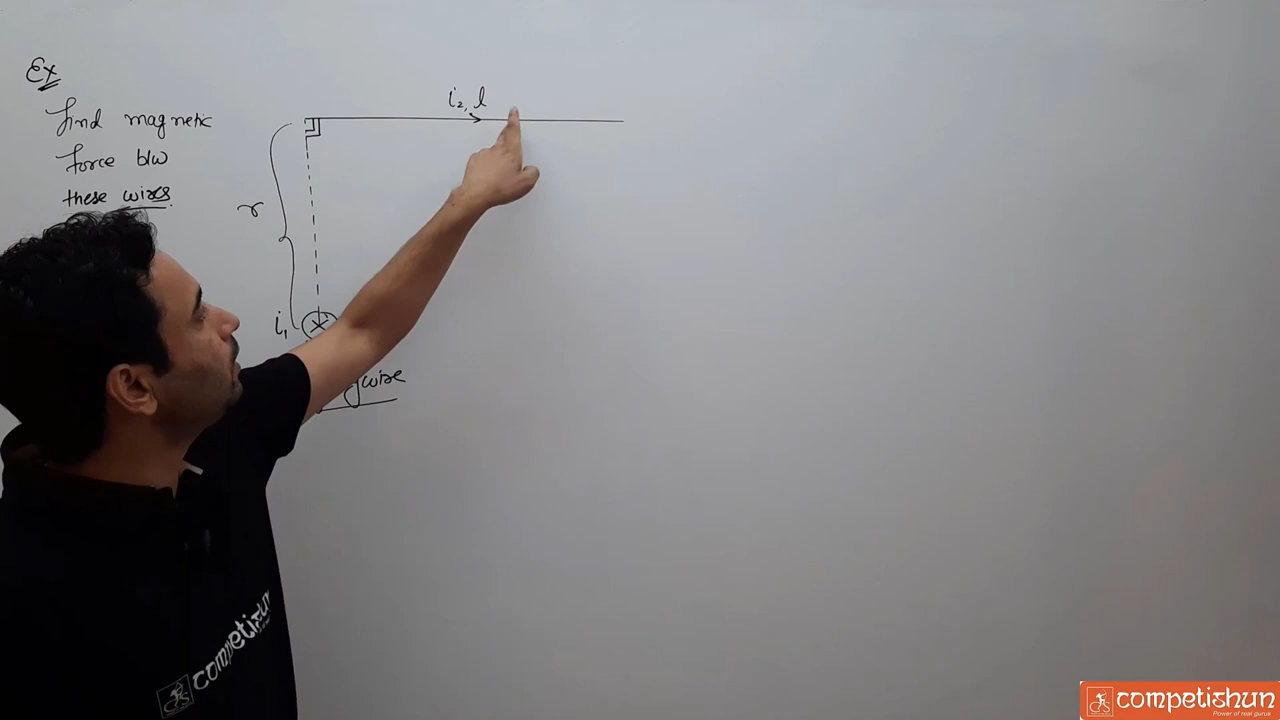 Ex
find magnetic
force b/w
these wires.
i₂, l
r
i₁
wire
competishun
competishun
Power of real gurus